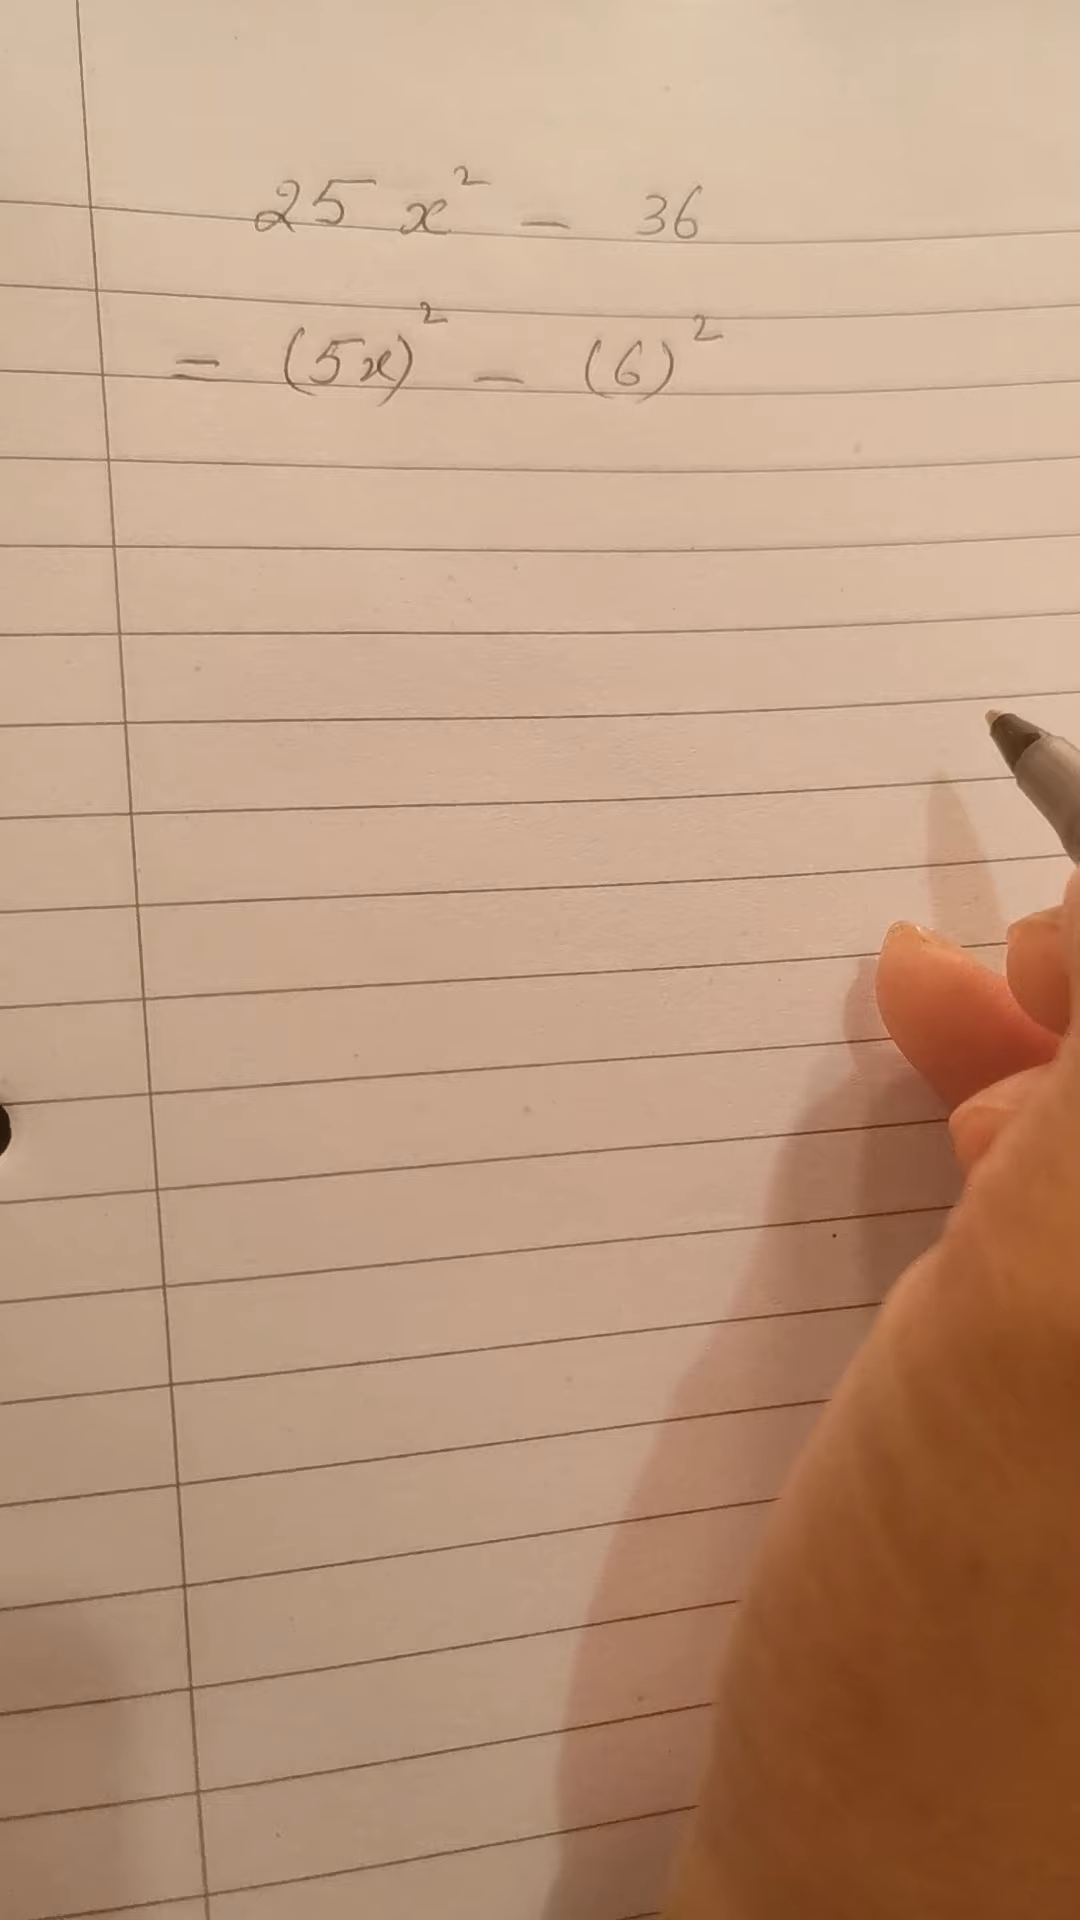 25x² - 36
= (5x)² - (6)²